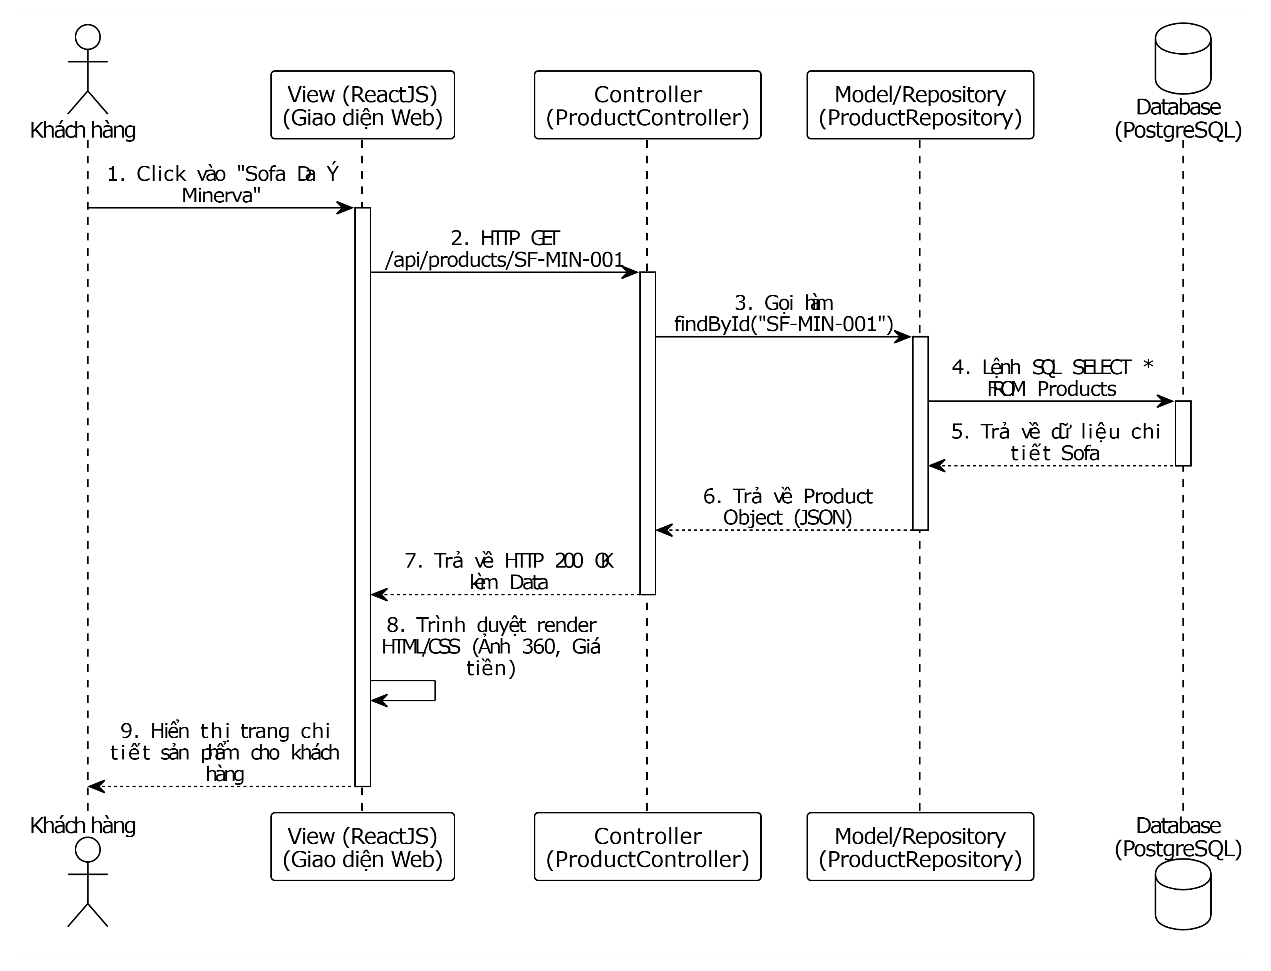 Khách hàng
View (ReactJS)
(Giao diện Web)
Controller
(ProductController)
Model/Repository
(ProductRepository)
Database
(PostgreSQL)
1. Click vào "Sofa Da Ý
Minerva"
2. HTTP GET
/api/products/SF-MIN-001
3. Gọi hàm
findById("SF-MIN-001")
4. Lệnh SQL SELECT *
FROM Products
5. Trả về dữ liệu chi
tiết Sofa
6. Trả về Product
Object (JSON)
7. Trả về HTTP 200 OK
kèm Data
8. Trình duyệt render
HTML/CSS (Ảnh 360, Giá
tiền)
9. Hiển thị trang chi
tiết sản phẩm cho khách
hàng
Khách hàng
View (ReactJS)
(Giao diện Web)
Controller
(ProductController)
Model/Repository
(ProductRepository)
Database
(PostgreSQL)